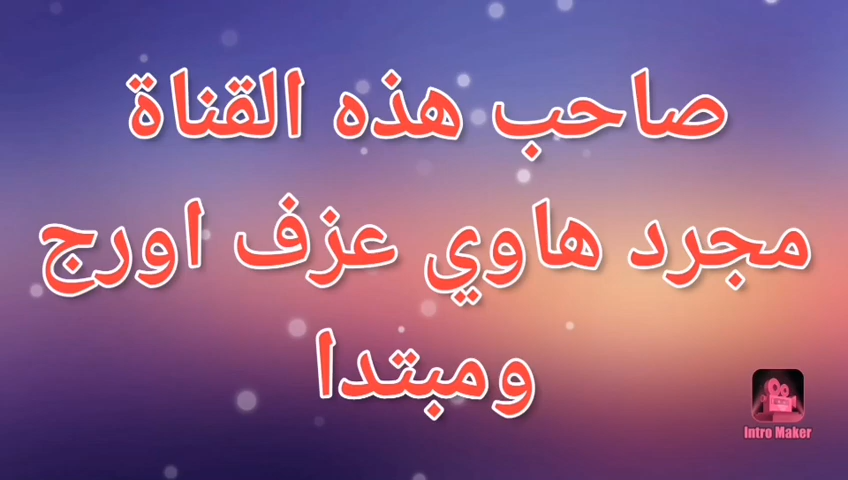 صاحب هذه القناة
مجرد هاوي عزف اورج
ومبتدا
Intro Maker